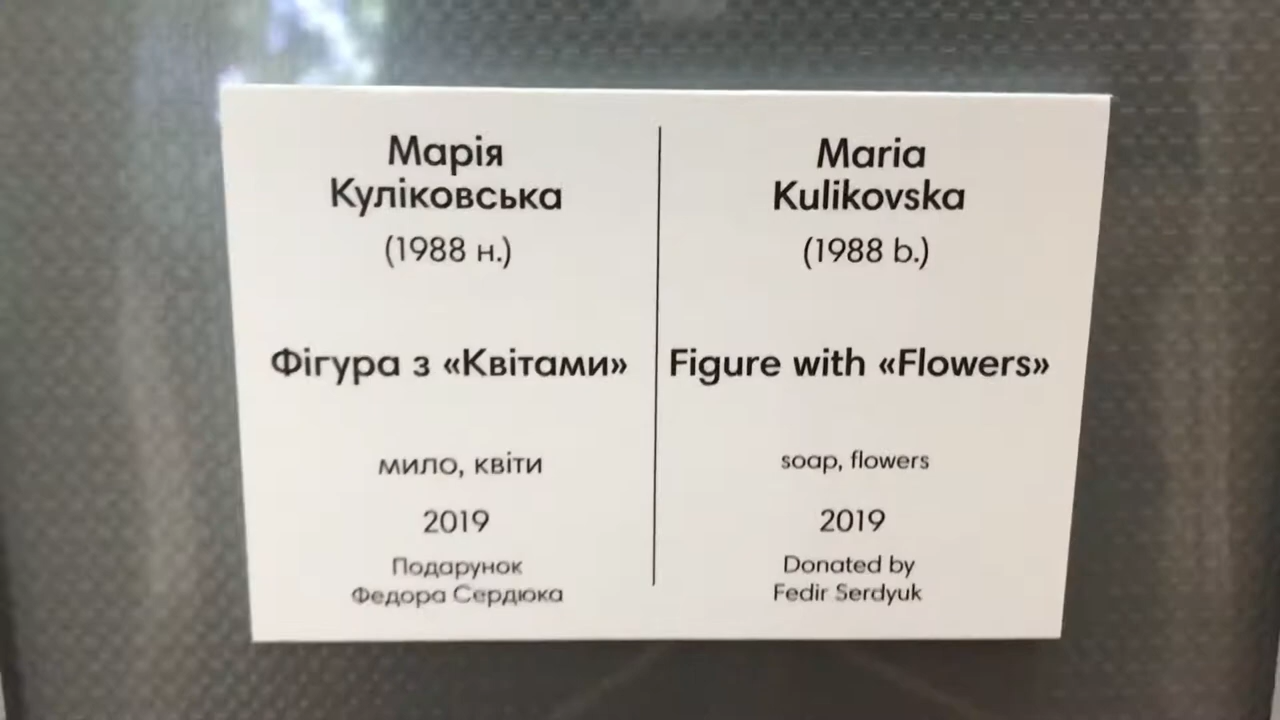 Марія
Куліковська
(1988 н.)
Фігура з «Квітами»
мило, квіти
2019
Подарунок
Федора Сердюка
Maria
Kulikovska
(1988 b.)
Figure with «Flowers»
soap, flowers
2019
Donated by
Fedir Serdyuk